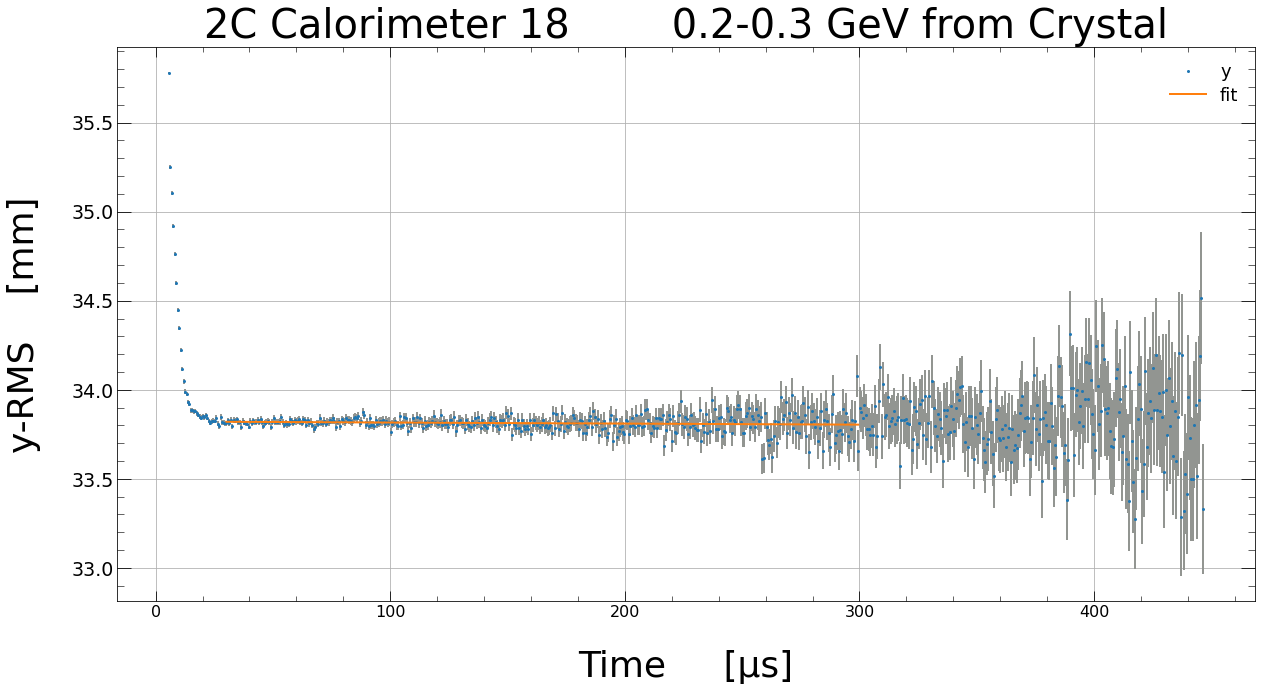 2C Calorimeter 18 0.2-0.3 GeV from Crystal
y
fit
y-RMS [mm]
35.5
35.0
34.5
34.0
33.5
33.0
0 100 200 300 400
Time [μs]